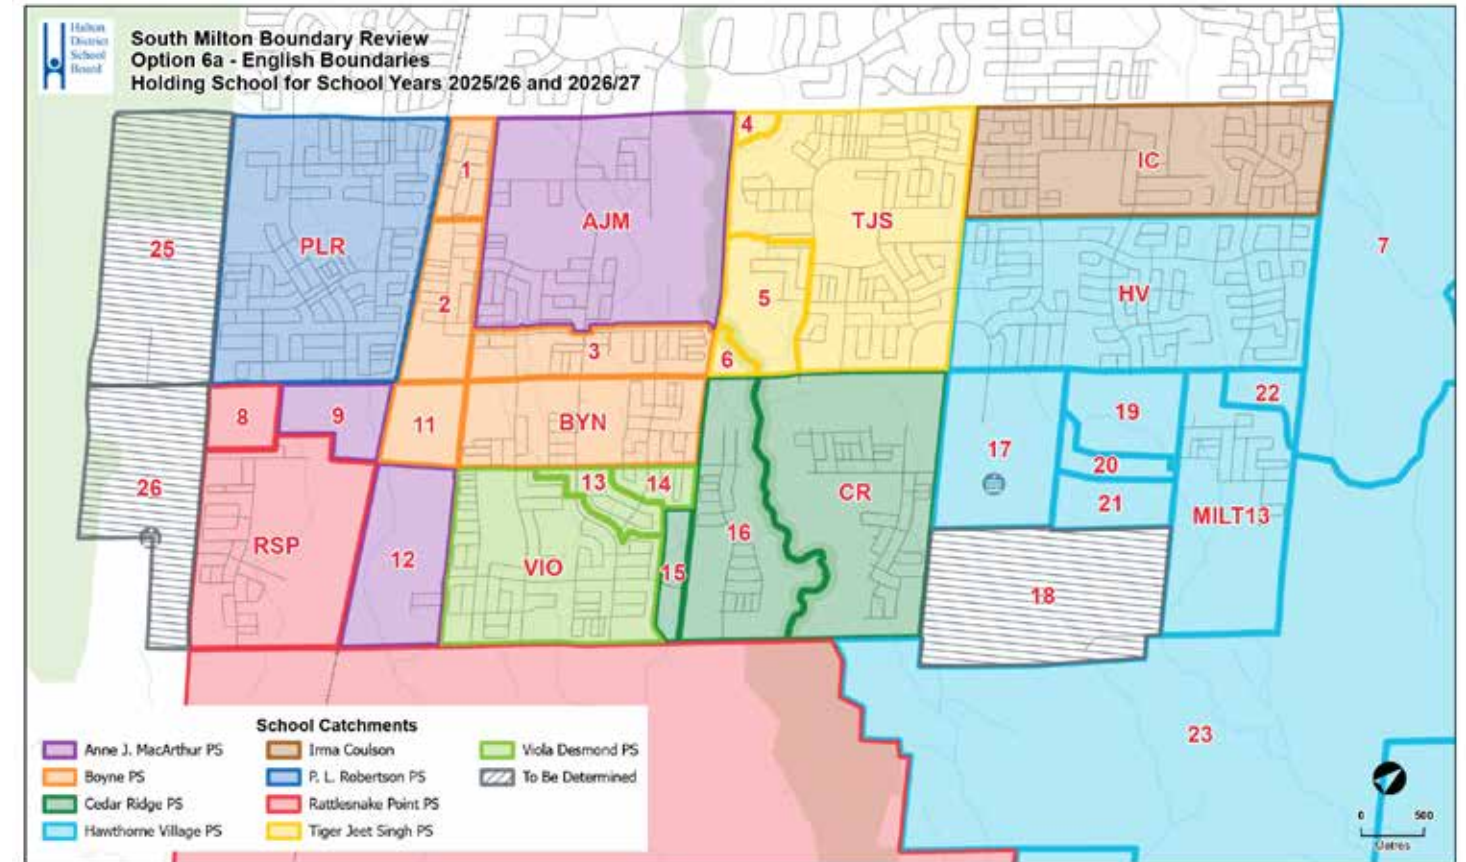 Halton
District
School
Board
South Milton Boundary Review
Option 6a - English Boundaries
Holding School for School Years 2025/26 and 2026/27
4
1
IC
AJM
TJS
7
25
PLR
HV
5
2
3
6
22
8
9
11
BYN
19
17
20
26
13
14
CR
21
16
MILT13
RSP
12
VIO
15
18
23
School Catchments
Anne J. MacArthur PS
Boyne PS
Cedar Ridge PS
Hawthorne Village PS
Irma Coulson
P. L. Robertson PS
Rattlesnake Point PS
Tiger Jeet Singh PS
Viola Desmond PS
To Be Determined
0 500
Metres